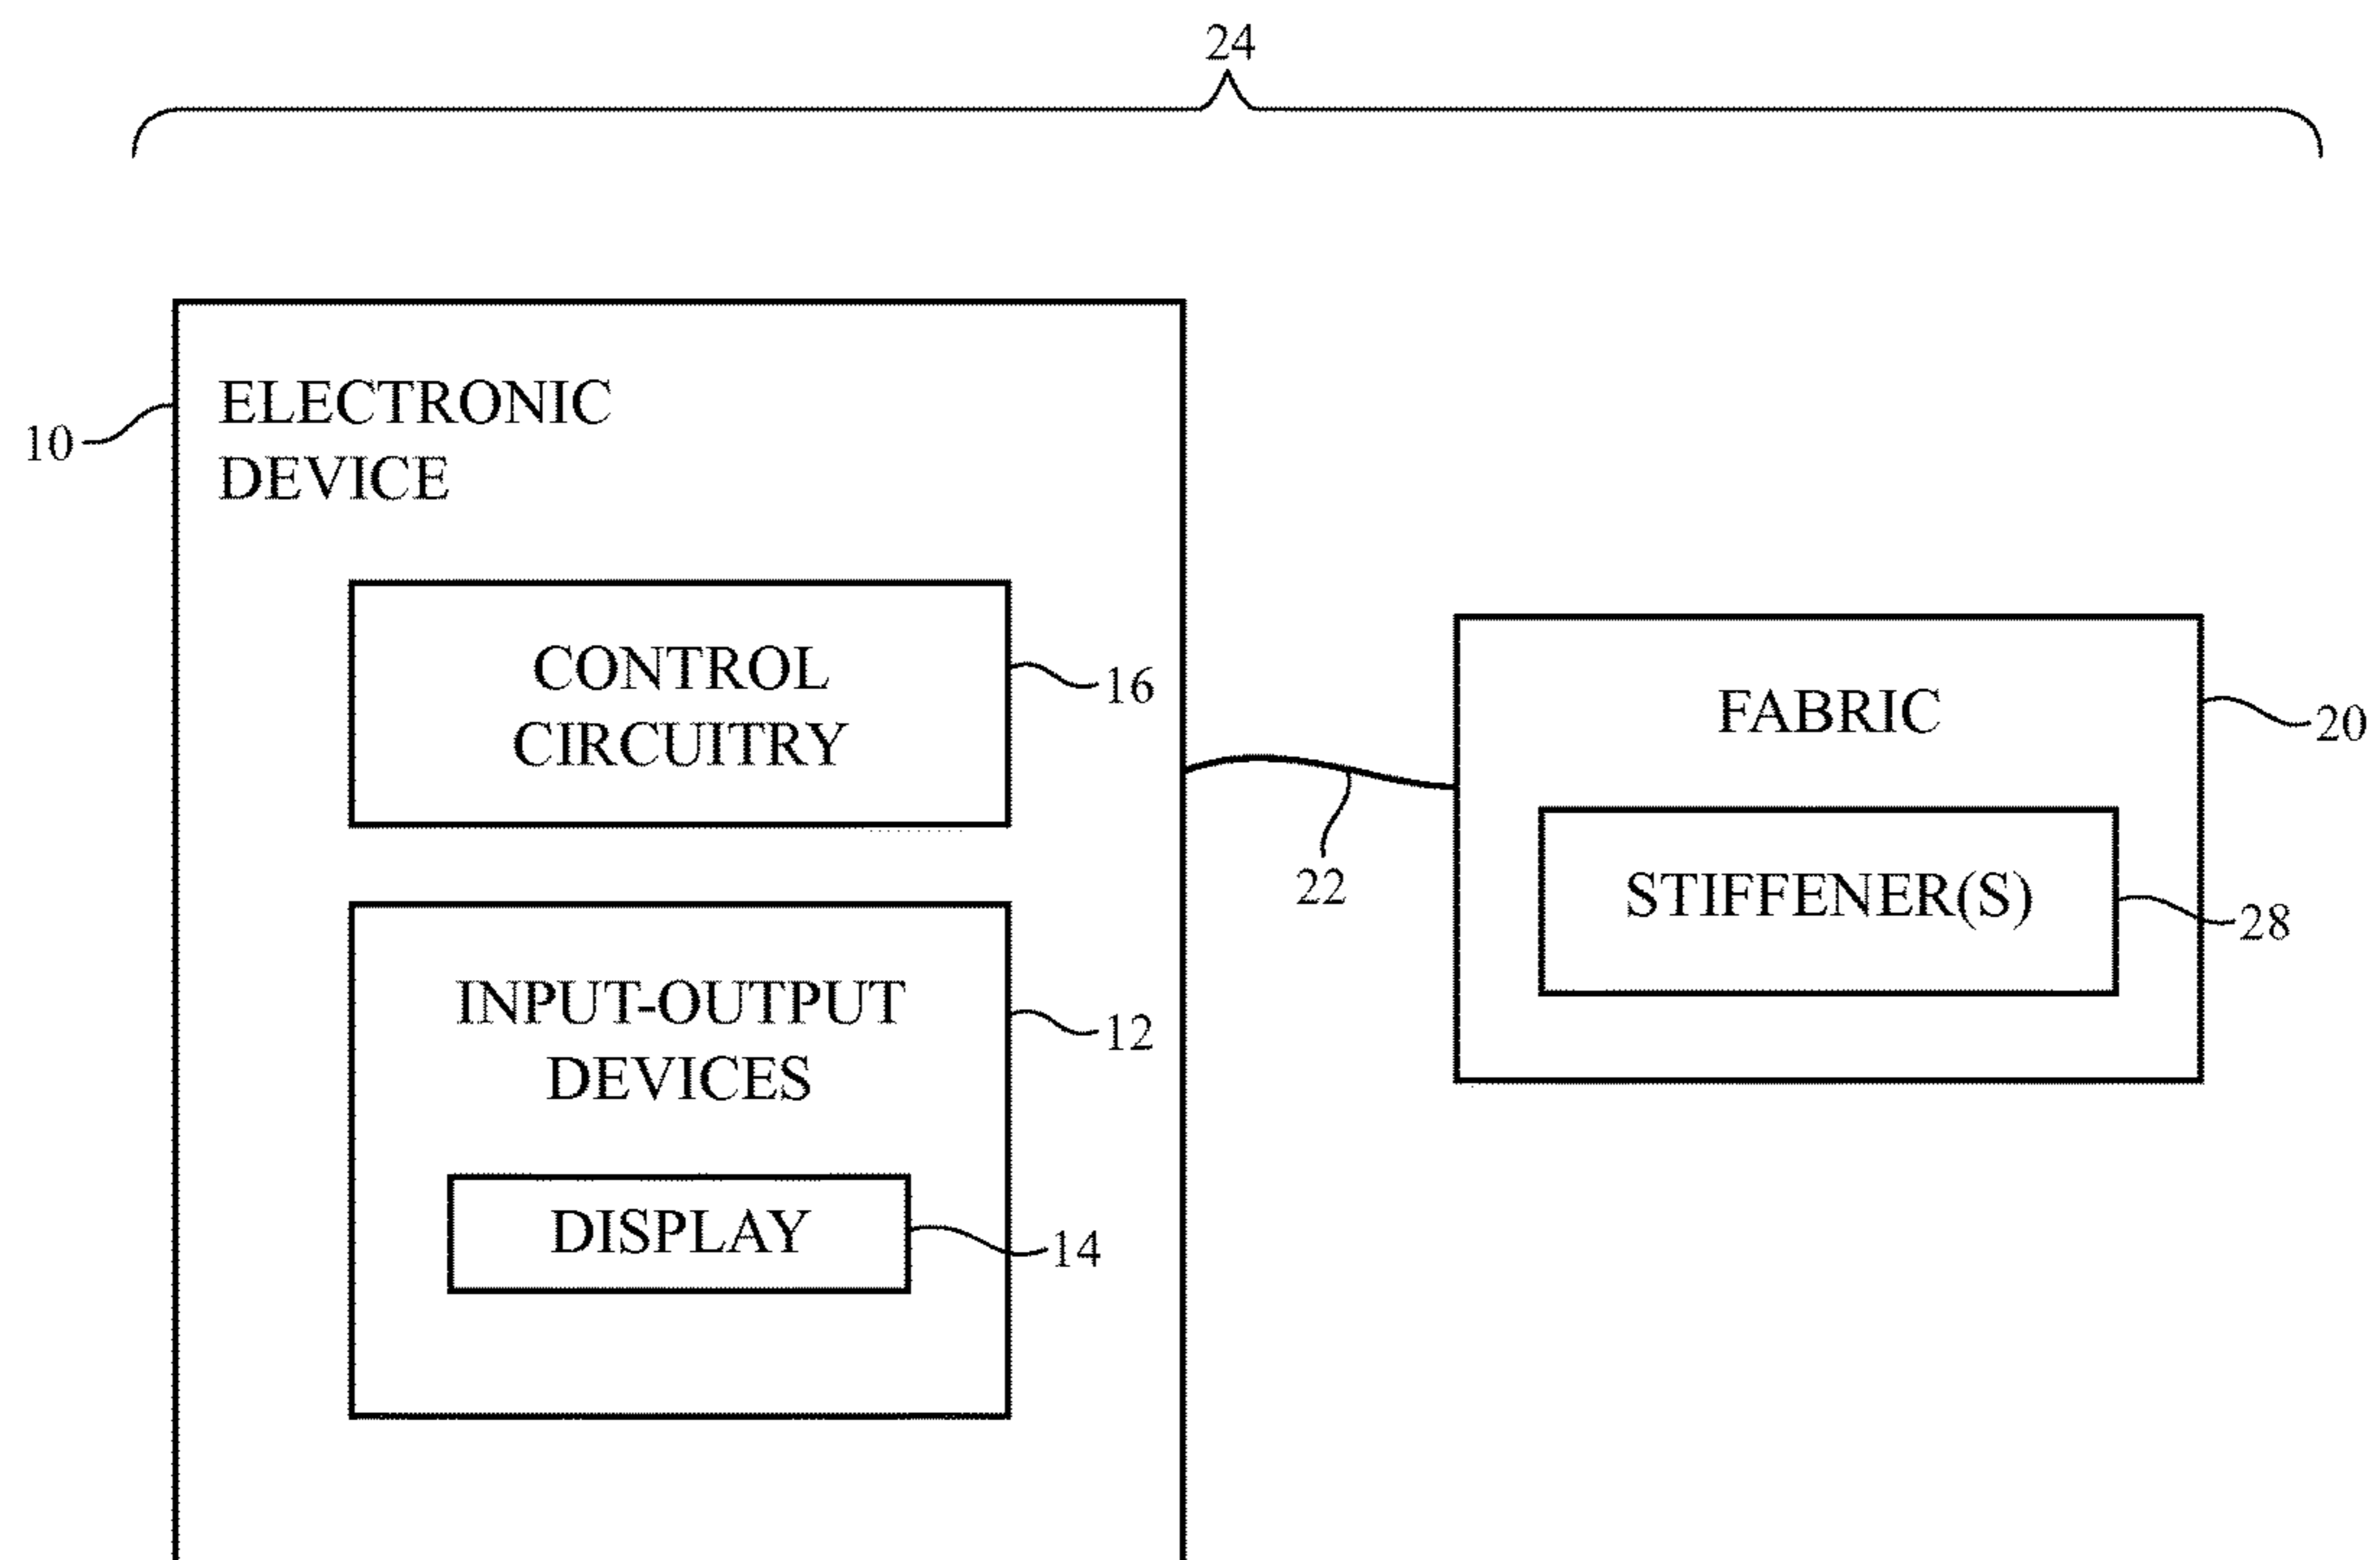 24
ELECTRONIC
DEVICE
10
CONTROL
CIRCUITRY
16
INPUT-OUTPUT
DEVICES
12
DISPLAY
14
22
FABRIC
20
STIFFENER(S)
28